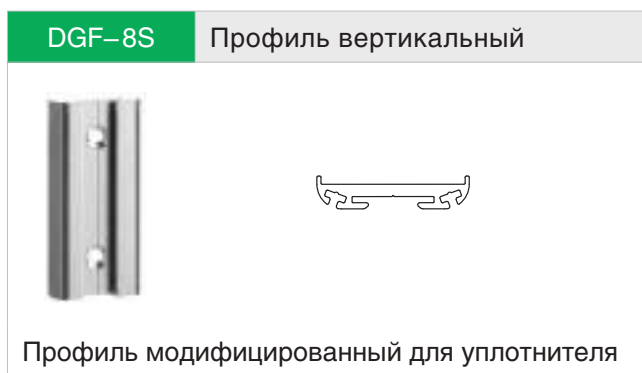 DGF–8S
Профиль вертикальный
Профиль модифицированный для уплотнителя